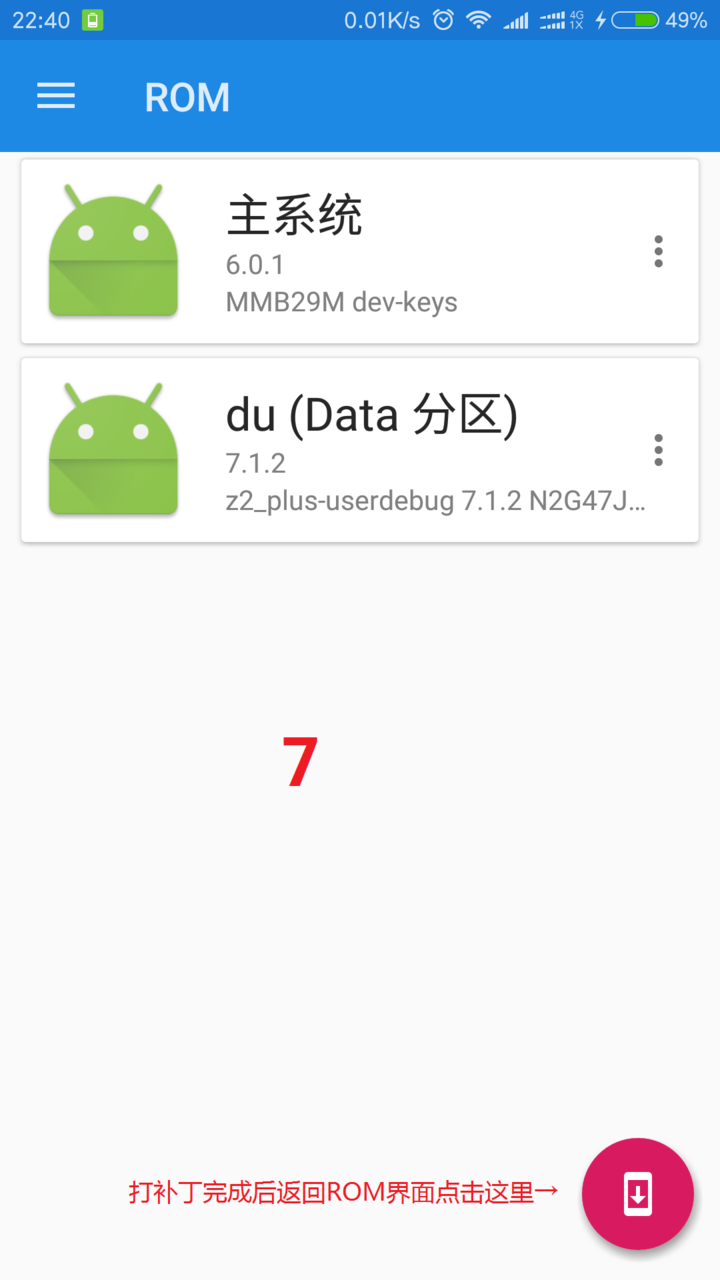 22:40 0.01K/s 4G 1X 49%
ROM
主系统
6.0.1
MMB29M dev-keys
du (Data 分区)
7.1.2
z2_plus-userdebug 7.1.2 N2G47J...
7
打补丁完成后返回ROM界面点击这里→